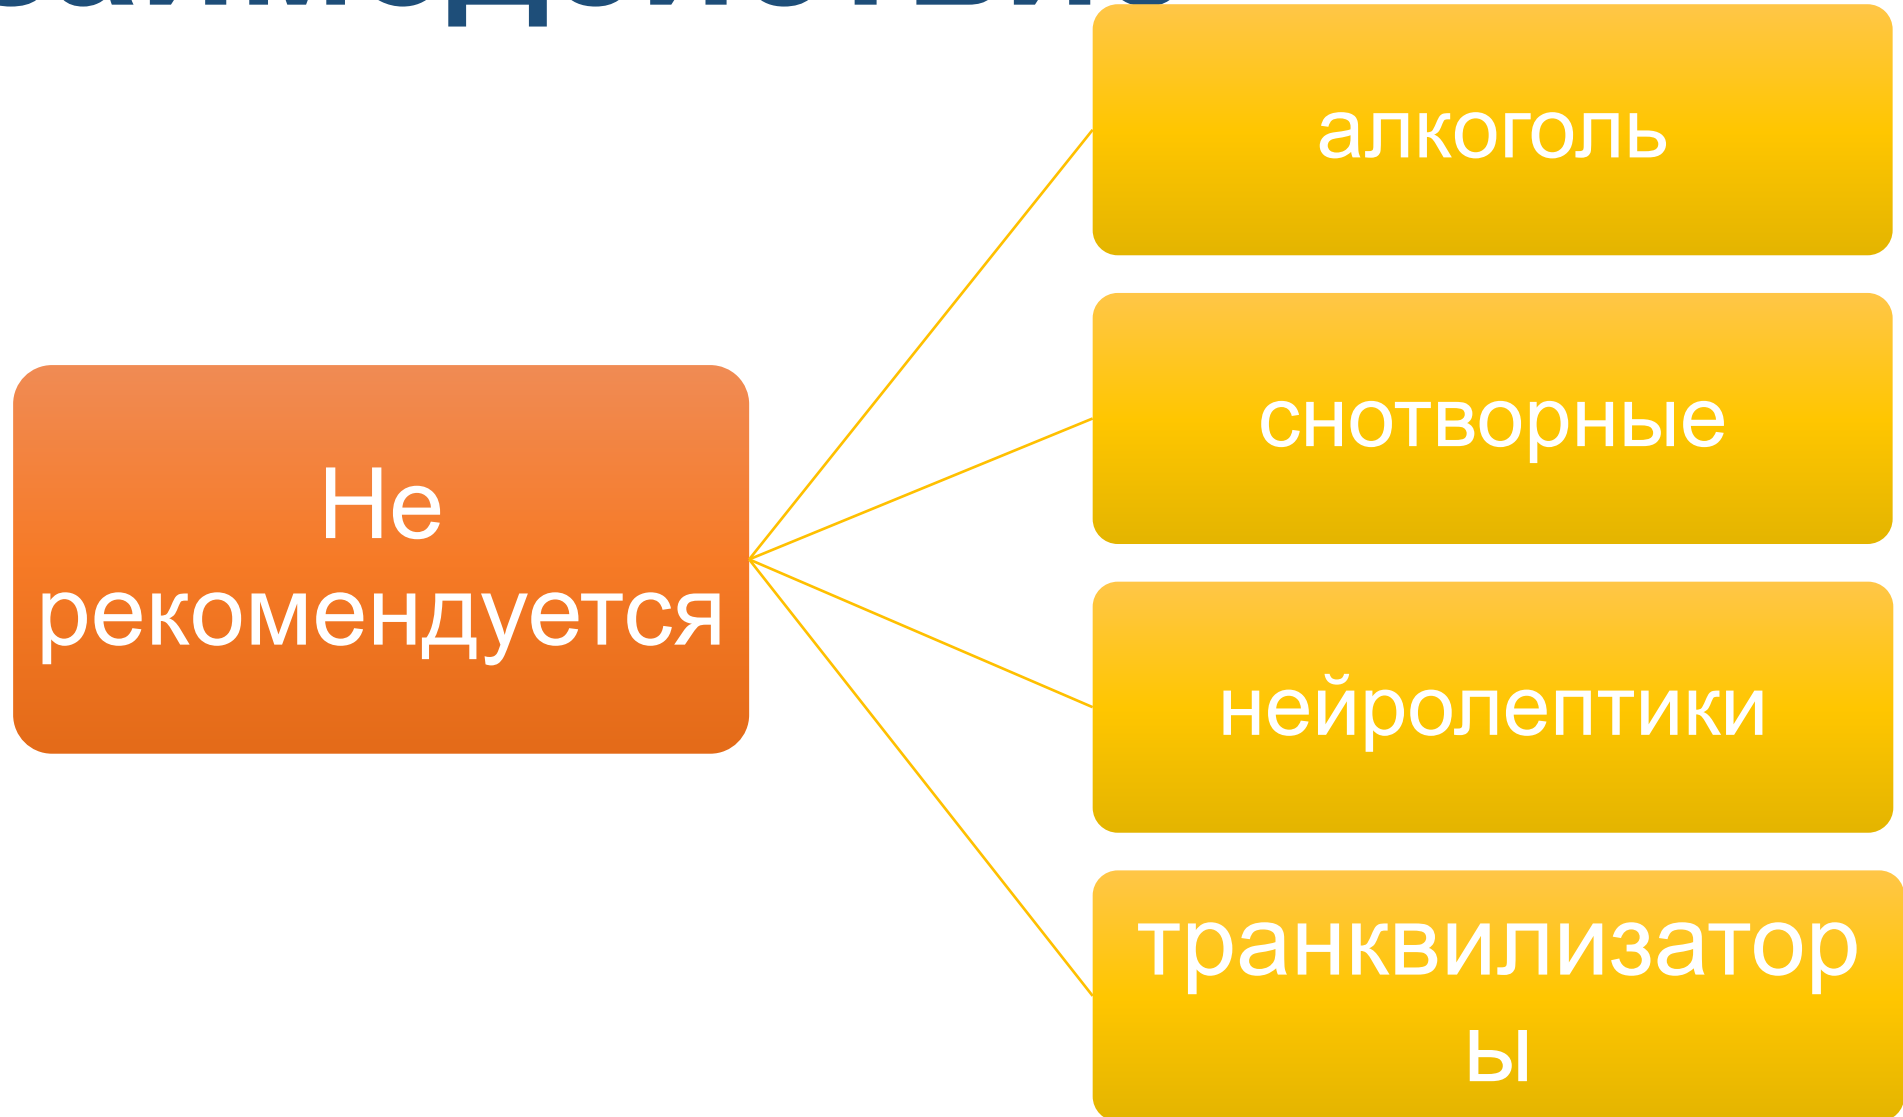 алкоголь
снотворные
Не
рекомендуется
нейролептики
транквилизатор
ы